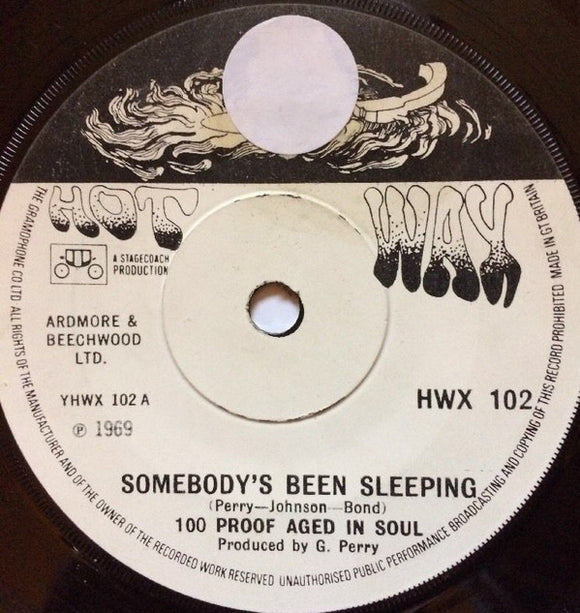 HOT WAX
A STAGECOACH
PRODUCTION
ARDMORE &
BEECHWOOD
LTD.
YHWX 102 A
℗ 1969
HWX 102
SOMEBODY'S BEEN SLEEPING
(Perry—Johnson—Bond)
100 PROOF AGED IN SOUL
Produced by G. Perry
THE GRAMOPHONE CO LTD ALL RIGHTS OF THE MANUFACTURER AND OF THE OWNER OF THE RECORDED WORK RESERVED UNAUTHORISED PUBLIC PERFORMANCE BROADCASTING AND COPYING OF THIS RECORD PROHIBITED MADE IN GT BRITAIN